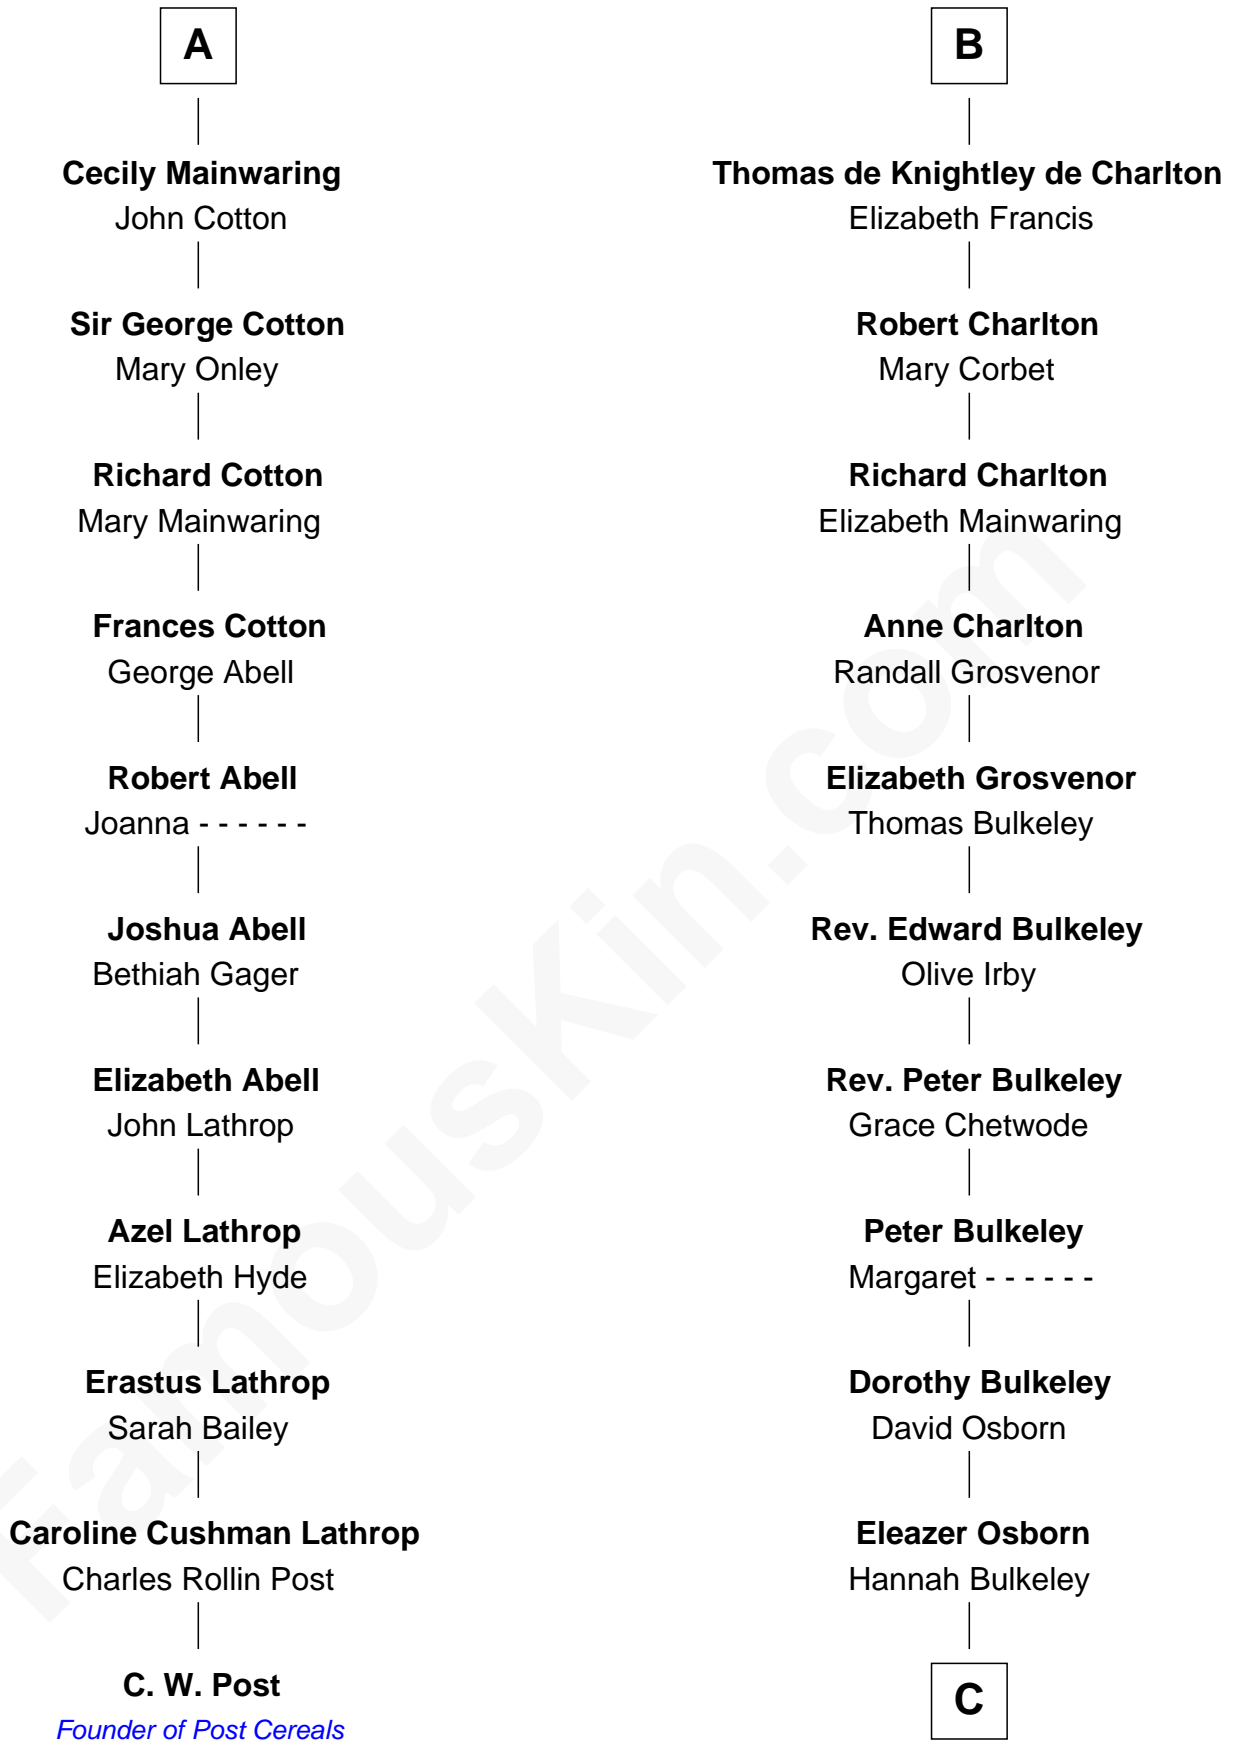 A
Cecily Mainwaring
John Cotton
Sir George Cotton
Mary Onley
Richard Cotton
Mary Mainwaring
Frances Cotton
George Abell
Robert Abell
Joanna - - - - - -
Joshua Abell
Bethiah Gager
Elizabeth Abell
John Lathrop
Azel Lathrop
Elizabeth Hyde
Erastus Lathrop
Sarah Bailey
Caroline Cushman Lathrop
Charles Rollin Post
C. W. Post
Founder of Post Cereals
B
Thomas de Knightley de Charlton
Elizabeth Francis
Robert Charlton
Mary Corbet
Richard Charlton
Elizabeth Mainwaring
Anne Charlton
Randall Grosvenor
Elizabeth Grosvenor
Thomas Bulkeley
Rev. Edward Bulkeley
Olive Irby
Rev. Peter Bulkeley
Grace Chetwode
Peter Bulkeley
Margaret - - - - - -
Dorothy Bulkeley
David Osborn
Eleazer Osborn
Hannah Bulkeley
C
FamousKin.com